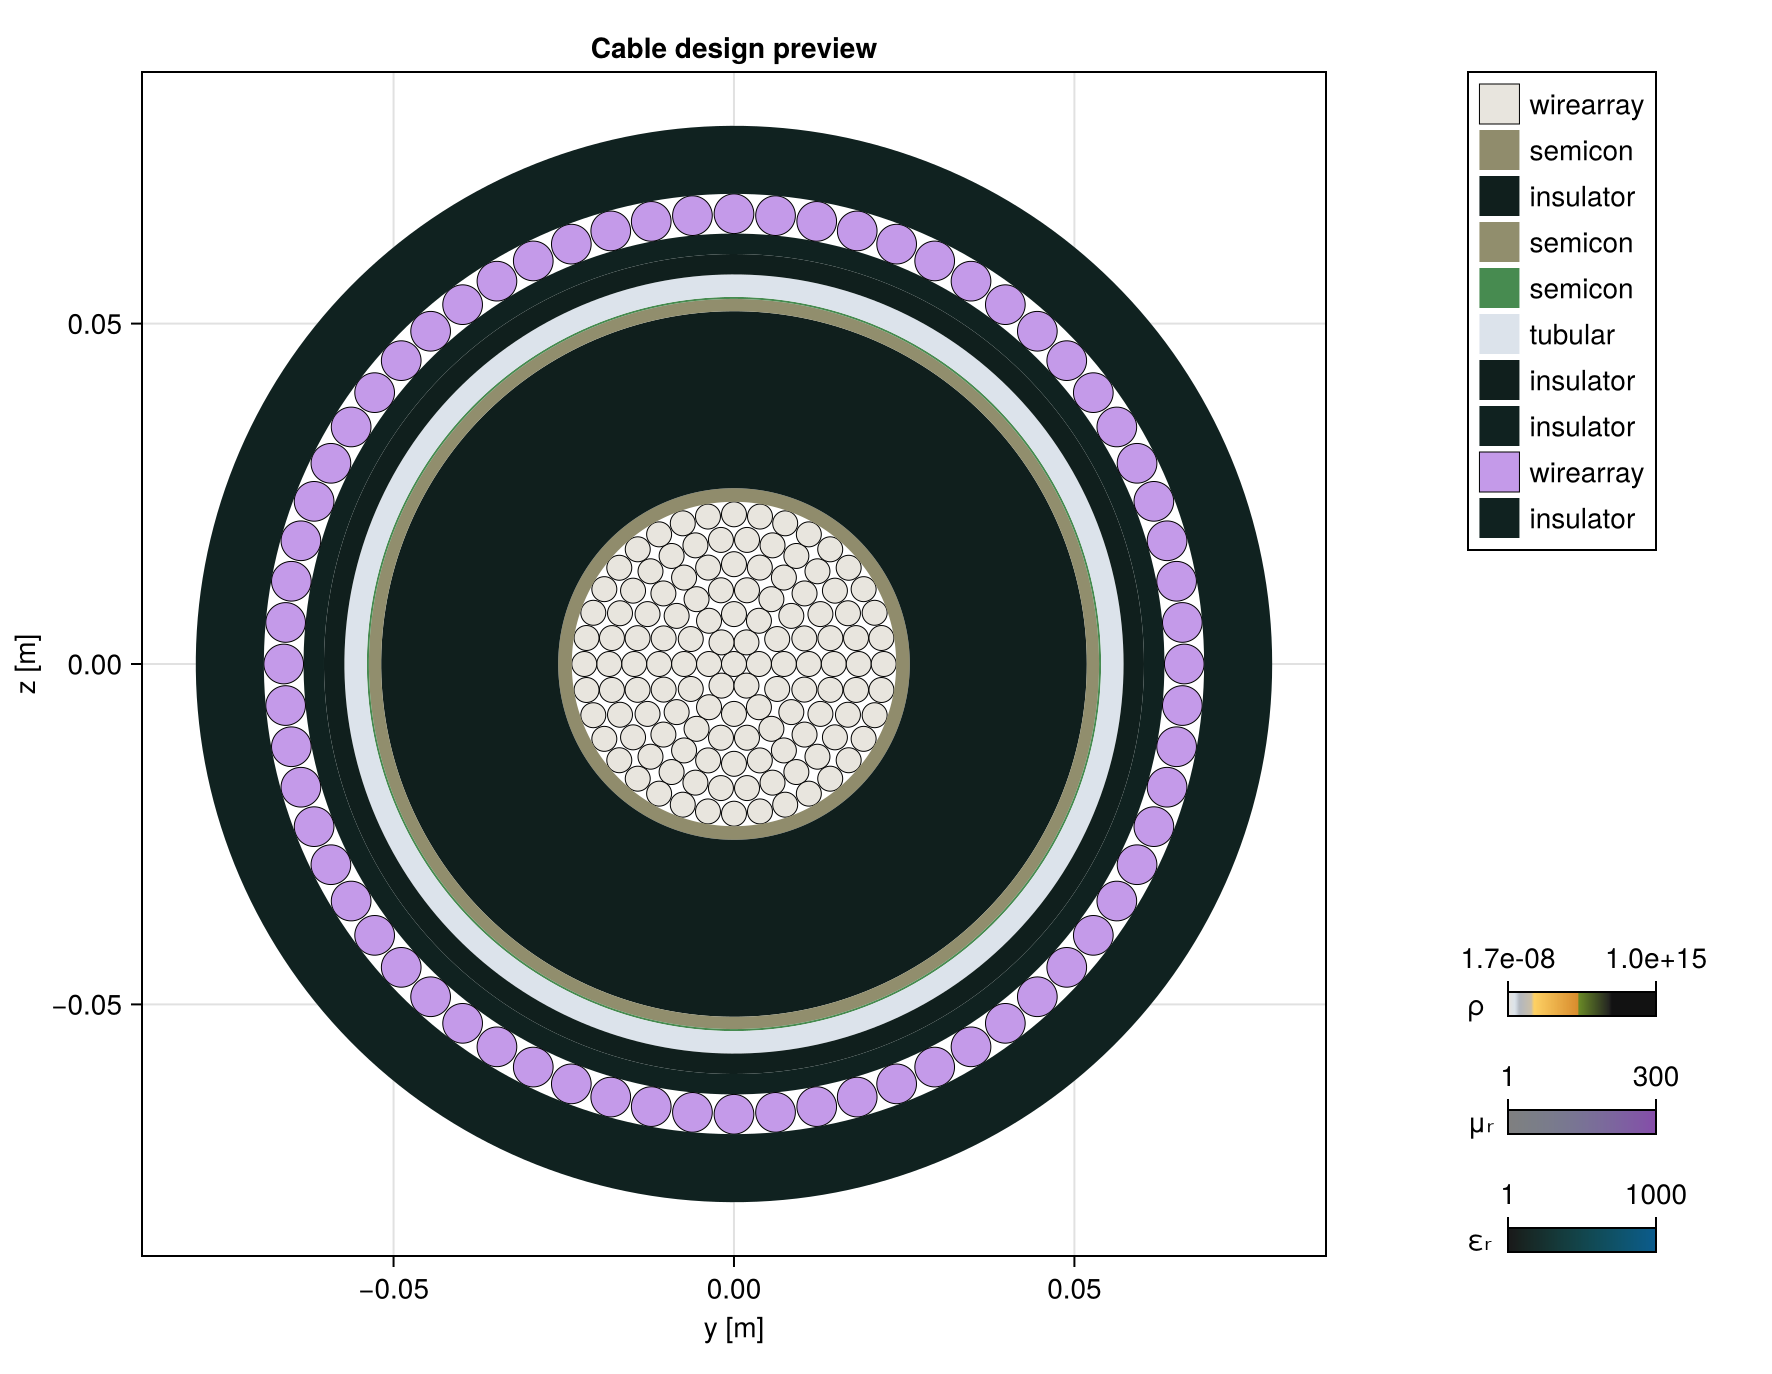 Cable design preview
wirearray
semicon
insulator
semicon
semicon
tubular
insulator
insulator
wirearray
insulator
0.05
0.00
−0.05
z [m]
−0.05 0.00 0.05
y [m]
1.7e-08 1.0e+15
ρ
1 300
μᵣ
1 1000
εᵣ